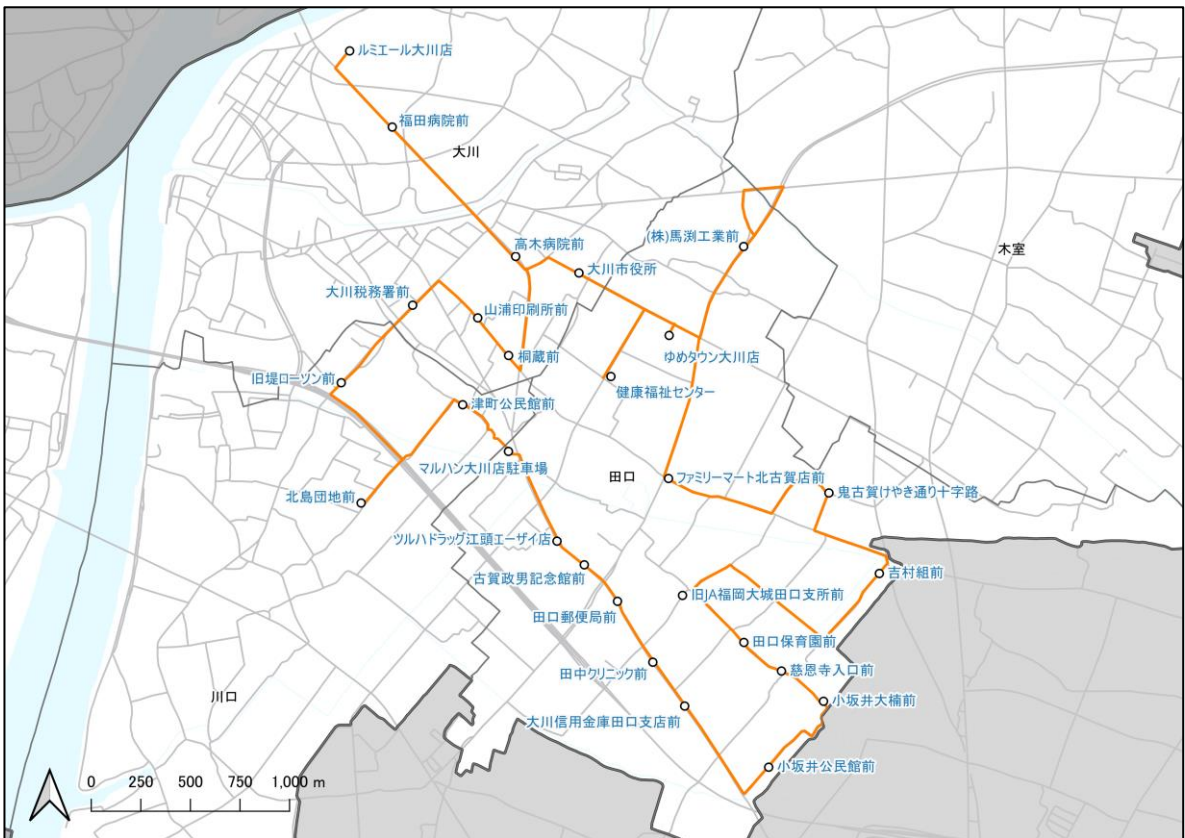 ルミエール大川店
福田病院前
大川
高木病院前
(株)馬渕工業前
木室
大川市役所
大川税務署前
山浦印刷所前
ゆめタウン大川店
桐蔵前
旧堤ローソン前
健康福祉センター
津町公民館前
マルハン大川店駐車場
田口
ファミリーマート北古賀店前
鬼古賀けやき通り十字路
北島団地前
ツルハドラッグ江頭エーザイ店
古賀政男記念館前
吉村組前
旧JA福岡大城田口支所前
田口郵便局前
田口保育園前
田中クリニック前
慈恩寺入口前
川口
小坂井大楠前
大川信用金庫田口支店前
小坂井公民館前
0 250 500 750 1,000 m